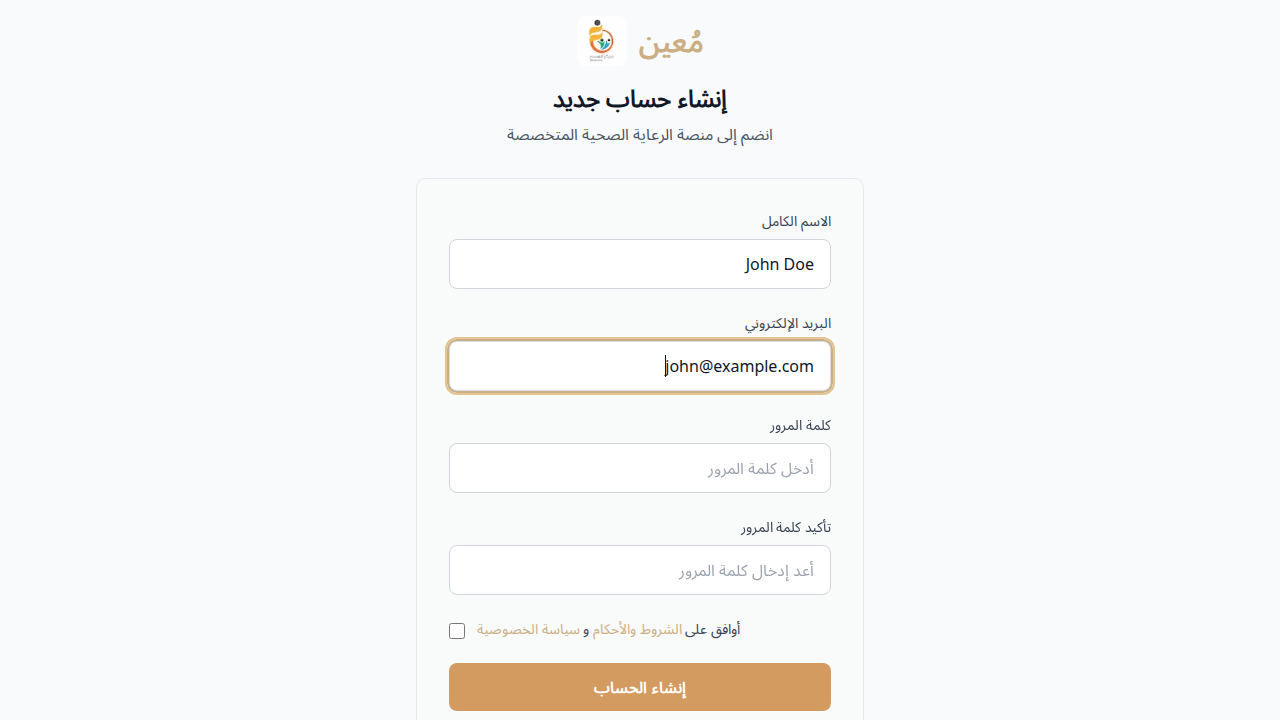 مُعين
إنشاء حساب جديد
انضم إلى منصة الرعاية الصحية المتخصصة
الاسم الكامل
John Doe
البريد الإلكتروني
john@example.com
كلمة المرور
أدخل كلمة المرور
تأكيد كلمة المرور
أعد إدخال كلمة المرور
أوافق على الشروط والأحكام و سياسة الخصوصية
إنشاء الحساب